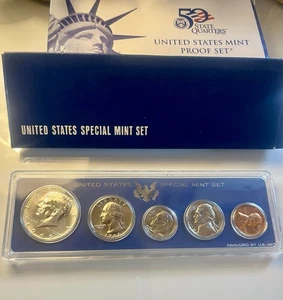 50
STATE
QUARTERS
UNITED STATES MINT
PROOF SET
UNITED STATES SPECIAL MINT SET
UNITED STATES SPECIAL MINT SET
PACKAGED BY U.S. MINT